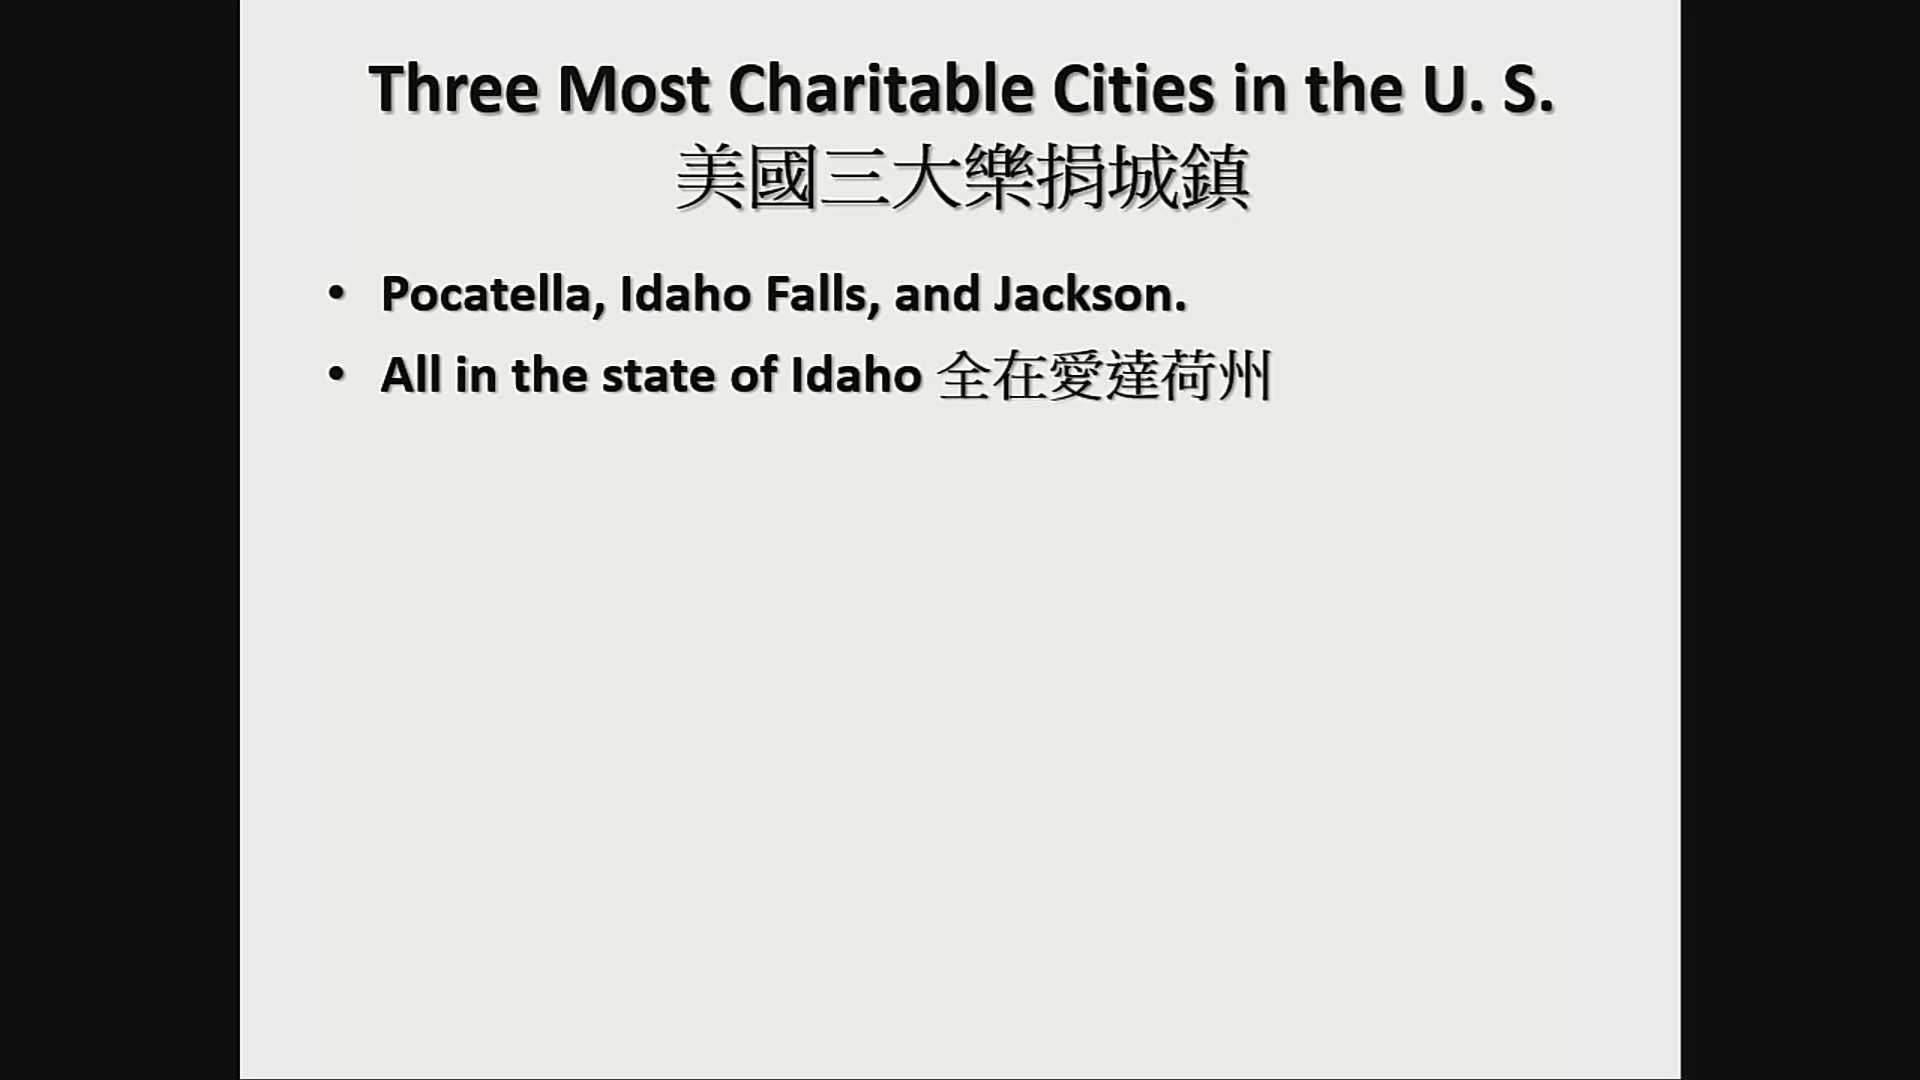 Three Most Charitable Cities in the U. S.
美國三大樂捐城鎮
• Pocatella, Idaho Falls, and Jackson.
• All in the state of Idaho 全在愛達荷州